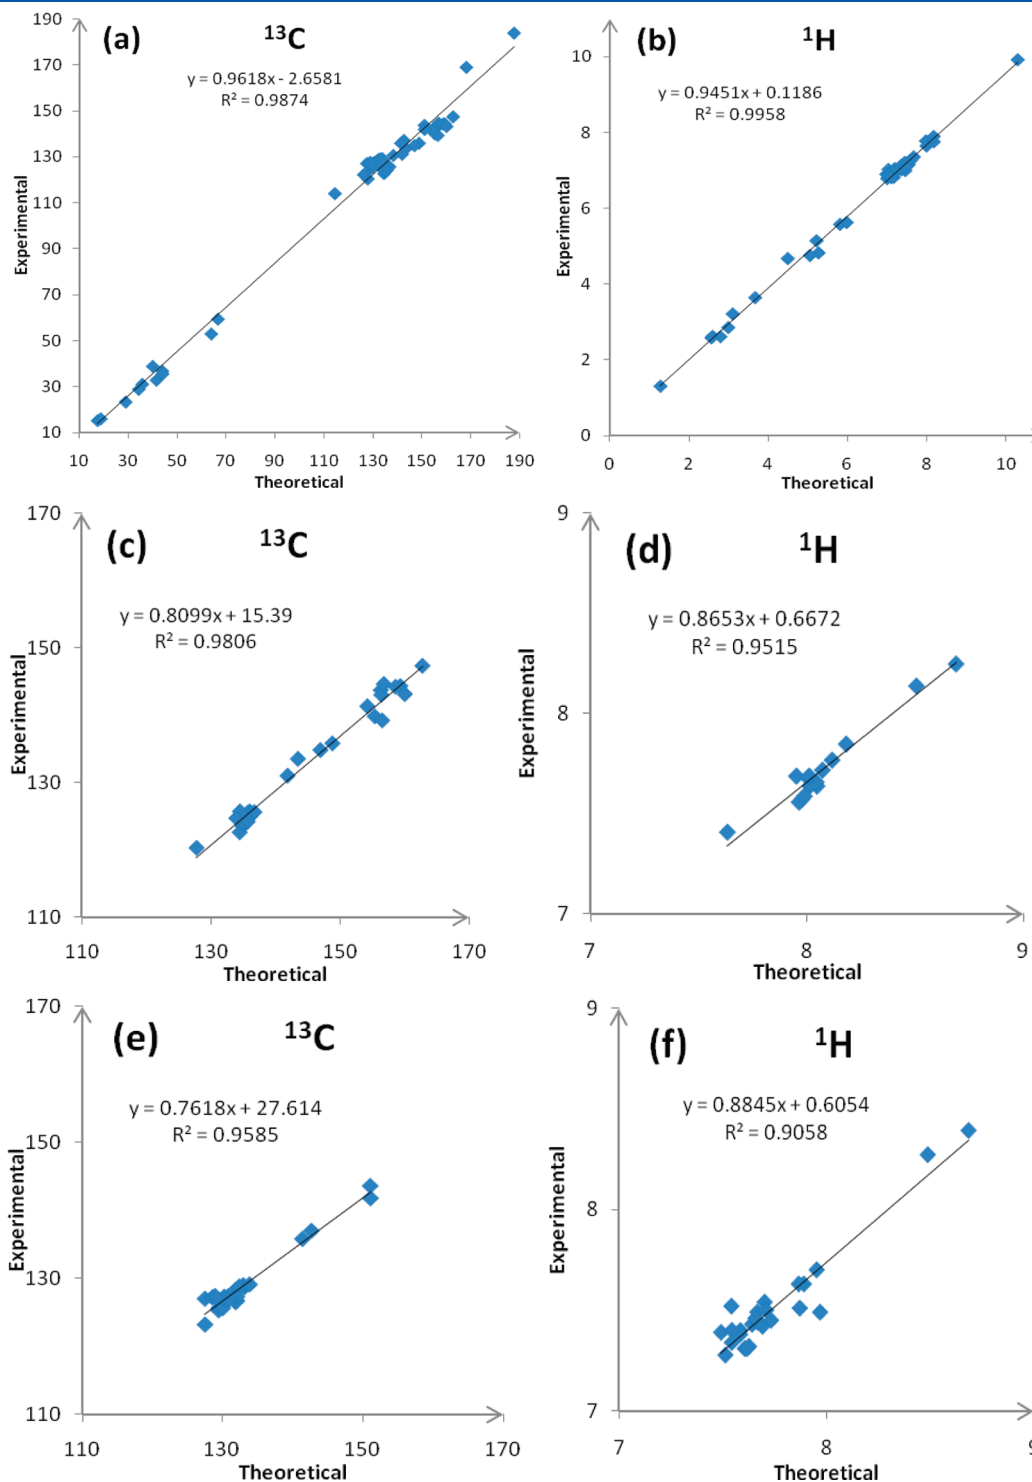 (a) ¹³C
y = 0.9618x - 2.6581
R² = 0.9874
190
170
150
130
110
90
70
50
30
10
Experimental
10 30 50 70 90 110 130 150 170 190
Theoretical
(b) ¹H
y = 0.9451x + 0.1186
R² = 0.9958
10
8
6
4
2
0
Experimental
0 2 4 6 8 10
Theoretical
(c) ¹³C
y = 0.8099x + 15.39
R² = 0.9806
170
150
130
110
Experimental
110 130 150 170
Theoretical
(d) ¹H
y = 0.8653x + 0.6672
R² = 0.9515
9
8
7
Experimental
7 8 9
Theoretical
(e) ¹³C
y = 0.7618x + 27.614
R² = 0.9585
170
150
130
110
Experimental
110 130 150 170
Theoretical
(f) ¹H
y = 0.8845x + 0.6054
R² = 0.9058
9
8
7
Experimental
7 8
Theoretical